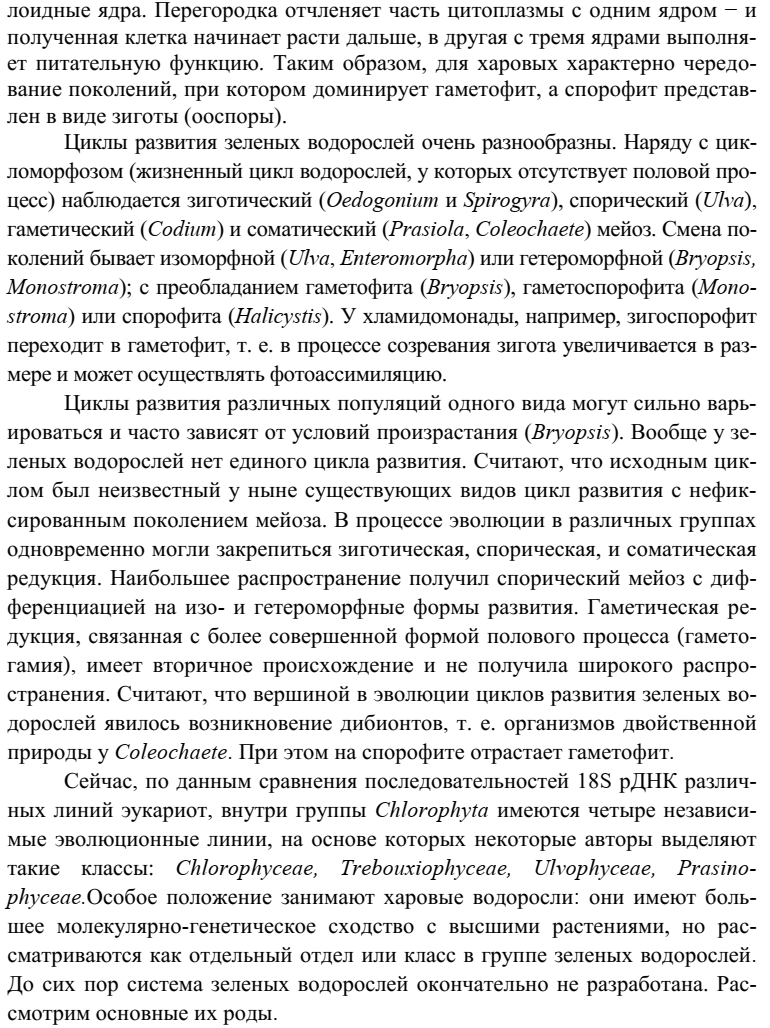 лоидные ядра. Перегородка отчленяет часть цитоплазмы с одним ядром − и
полученная клетка начинает расти дальше, в другая с тремя ядрами выполня-
ет питательную функцию. Таким образом, для харовых характерно чередо-
вание поколений, при котором доминирует гаметофит, а спорофит представ-
лен в виде зиготы (ооспоры).
Циклы развития зеленых водорослей очень разнообразны. Наряду с цик-
ломорфозом (жизненный цикл водорослей, у которых отсутствует половой про-
цесс) наблюдается зиготический (Oedogonium и Spirogyra), спорический (Ulva),
гаметический (Codium) и соматический (Prasiola, Coleochaete) мейоз. Смена по-
колений бывает изоморфной (Ulva, Enteromorpha) или гетероморфной (Bryopsis,
Monostroma); с преобладанием гаметофита (Bryopsis), гаметоспорофита (Mono-
stroma) или спорофита (Halicystis). У хламидомонады, например, зигоспорофит
переходит в гаметофит, т. е. в процессе созревания зигота увеличивается в раз-
мере и может осуществлять фотоассимиляцию.
Циклы развития различных популяций одного вида могут сильно варь-
ироваться и часто зависят от условий произрастания (Bryopsis). Вообще у зе-
леных водорослей нет единого цикла развития. Считают, что исходным цик-
лом был неизвестный у ныне существующих видов цикл развития с нефик-
сированным поколением мейоза. В процессе эволюции в различных группах
одновременно могли закрепиться зиготическая, спорическая, и соматическая
редукция. Наибольшее распространение получил спорический мейоз с диф-
ференциацией на изо- и гетероморфные формы развития. Гаметическая ре-
дукция, связанная с более совершенной формой полового процесса (гамето-
гамия), имеет вторичное происхождение и не получила широкого распро-
странения. Считают, что вершиной в эволюции циклов развития зеленых во-
дорослей явилось возникновение дибионтов, т. е. организмов двойственной
природы у Coleochaete. При этом на спорофите отрастает гаметофит.
Сейчас, по данным сравнения последовательностей 18S рДНК различ-
ных линий эукариот, внутри группы Chlorophyta имеются четыре независи-
мые эволюционные линии, на основе которых некоторые авторы выделяют
такие классы: Chlorophyceae, Trebouxiophyceae, Ulvophyceae, Prasino-
phyceae.Особое положение занимают харовые водоросли: они имеют боль-
шее молекулярно-генетическое сходство с высшими растениями, но рас-
сматриваются как отдельный отдел или класс в группе зеленых водорослей.
До сих пор система зеленых водорослей окончательно не разработана. Рас-
смотрим основные их роды.